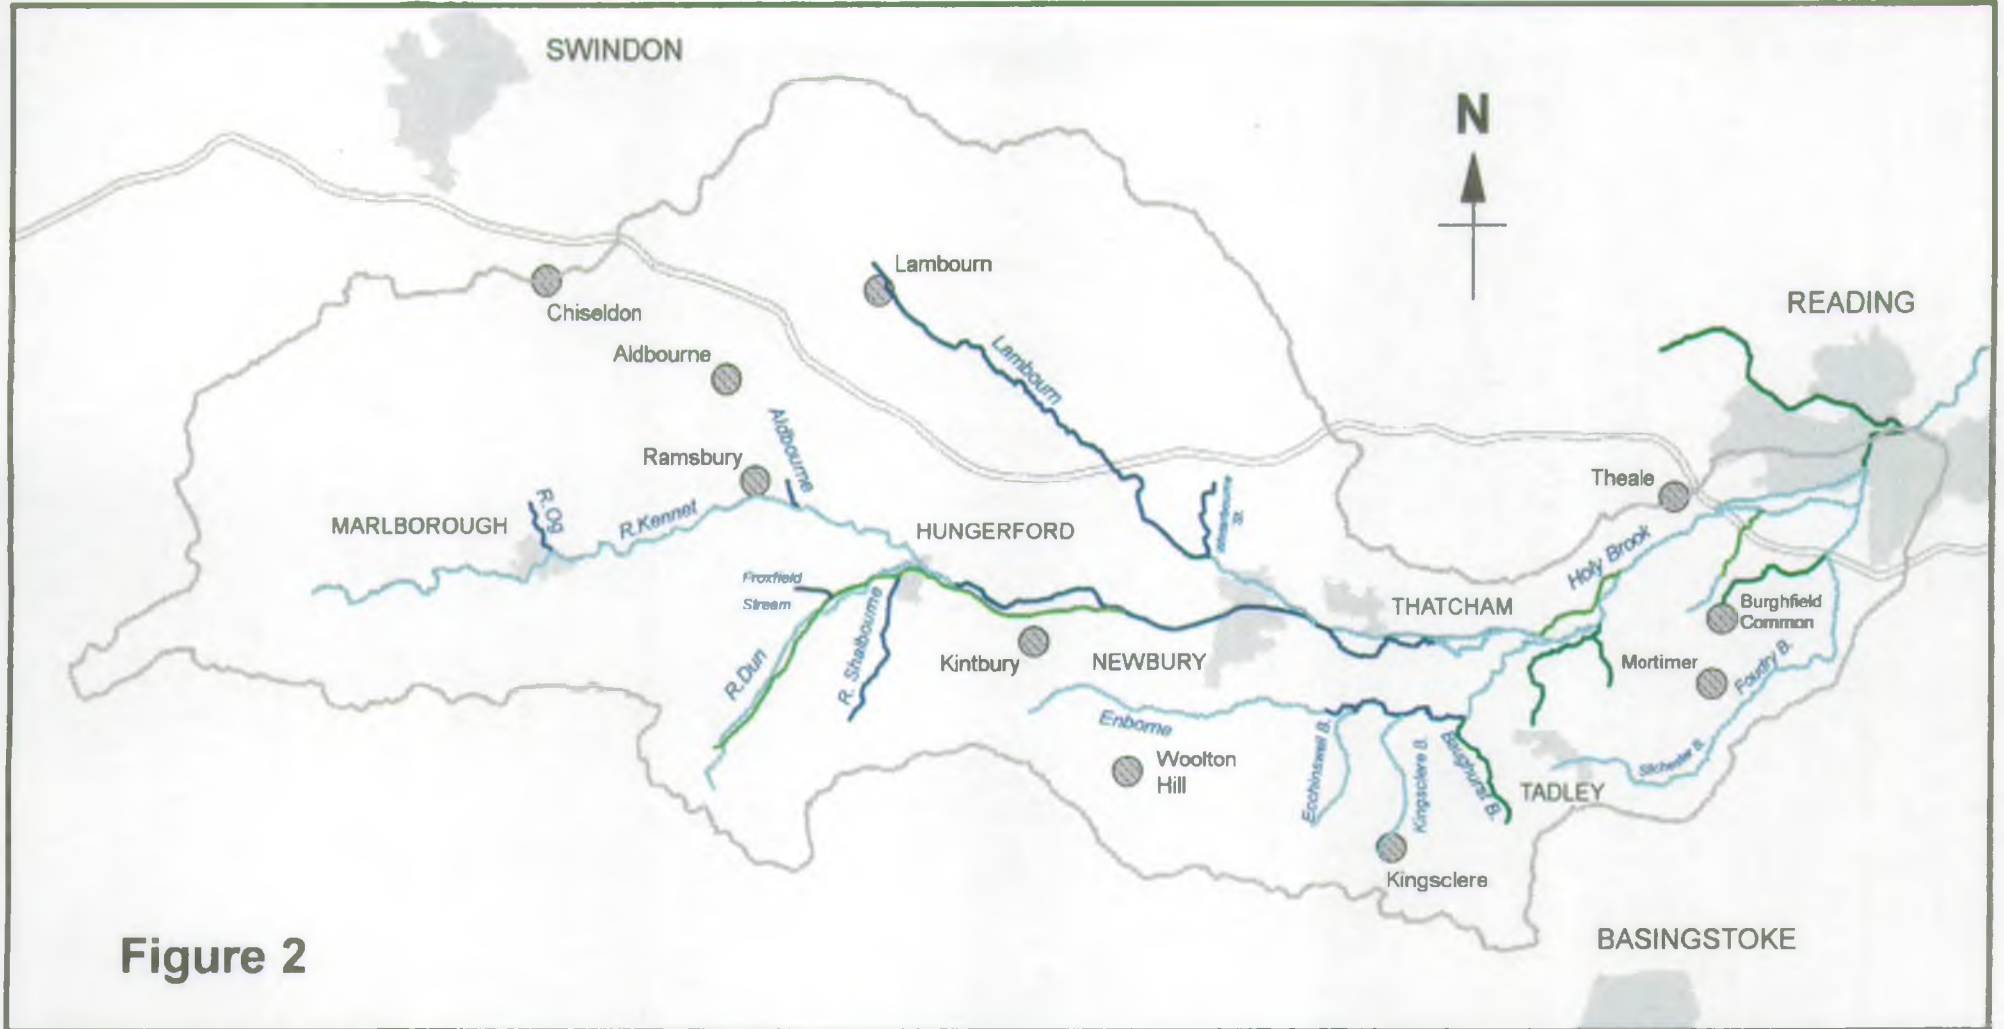 SWINDON
N
Lambourn
READING
Chiseldon
Aldbourne
Lambourn
Aldbourne
Ramsbury
Theale
R.Og
R.Kennet
MARLBOROUGH
HUNGERFORD
Winterbourne
St.
Holy Brook
Froxfield
Stream
THATCHAM
Burghfield
Common
R. Shalbourne
Kintbury
NEWBURY
Mortimer
R.Dun
Foudry B.
Enborne
Ecchinswell B.
Kingsclere B.
Baughurst B.
Silchester B.
Woolton
Hill
TADLEY
Kingsclere
Figure 2
BASINGSTOKE